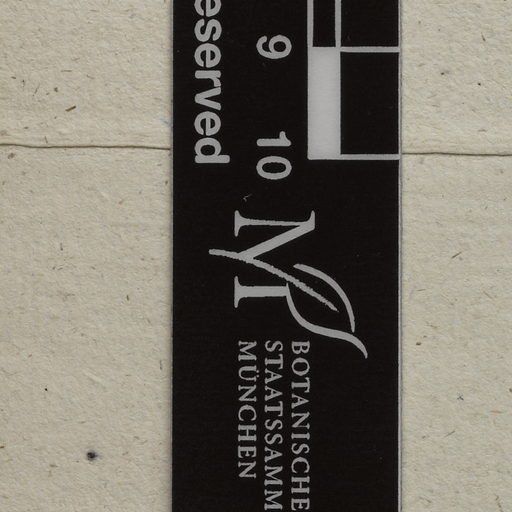 eserved
9 10
M
BOTANISCHE
STAATSSAMM
MÜNCHEN